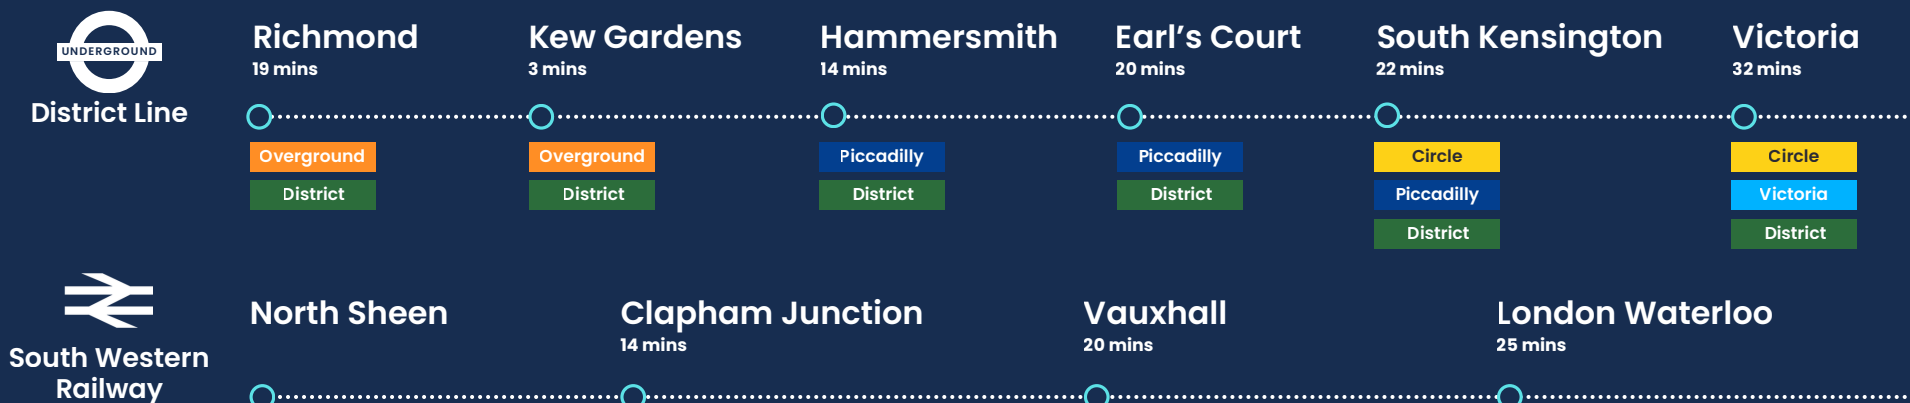 UNDERGROUND
District Line
Richmond
19 mins
Overground
District
Kew Gardens
3 mins
Overground
District
Hammersmith
14 mins
Piccadilly
District
Earl’s Court
20 mins
Piccadilly
District
South Kensington
22 mins
Circle
Piccadilly
District
Victoria
32 mins
Circle
Victoria
District
South Western
Railway
North Sheen
Clapham Junction
14 mins
Vauxhall
20 mins
London Waterloo
25 mins